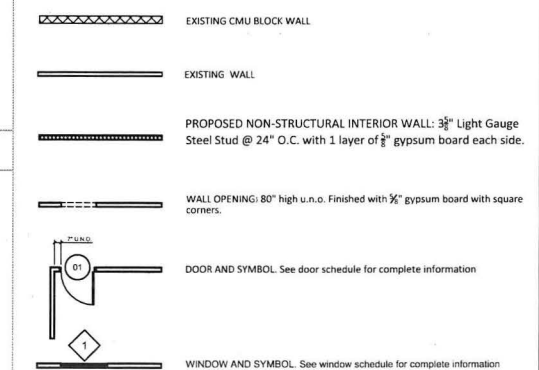 EXISTING CMU BLOCK WALL
EXISTING WALL
PROPOSED NON-STRUCTURAL INTERIOR WALL: 3⅝" Light Gauge
Steel Stud @ 24" O.C. with 1 layer of ⅝" gypsum board each side.
WALL OPENING: 80" high u.n.o. Finished with ⅝" gypsum board with square
corners.
7" U.N.O.
01
DOOR AND SYMBOL. See door schedule for complete information
1
WINDOW AND SYMBOL. See window schedule for complete information